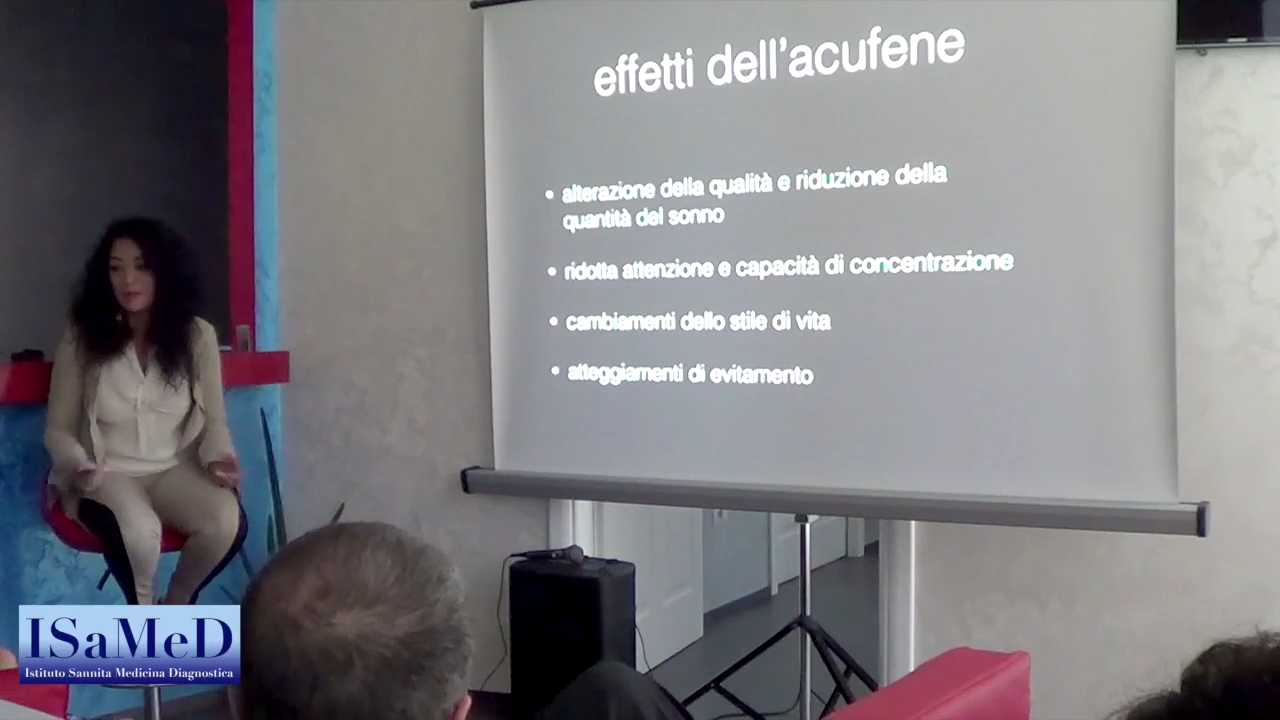 effetti dell'acufene
• alterazione della qualità e riduzione della
quantità del sonno
• ridotta attenzione e capacità di concentrazione
• cambiamenti dello stile di vita
• atteggiamenti di evitamento
ISaMeD
Istituto Sannita Medicina Diagnostica